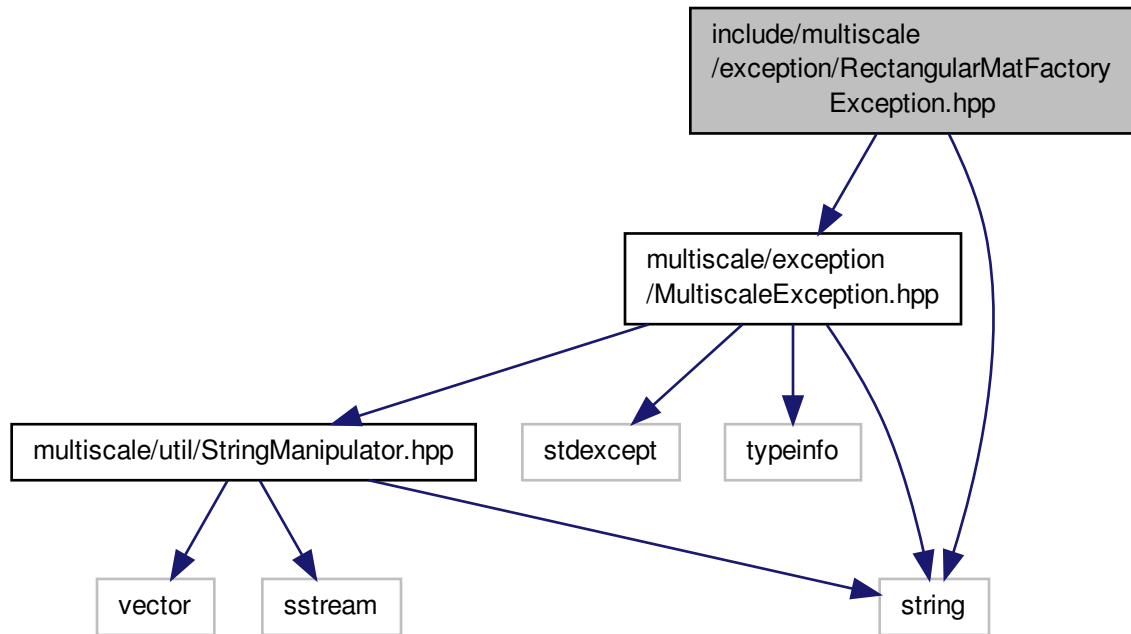 include/multiscale
/exception/RectangularMatFactory
Exception.hpp
multiscale/exception
/MultiscaleException.hpp
multiscale/util/StringManipulator.hpp
stdexcept
typeinfo
vector
sstream
string